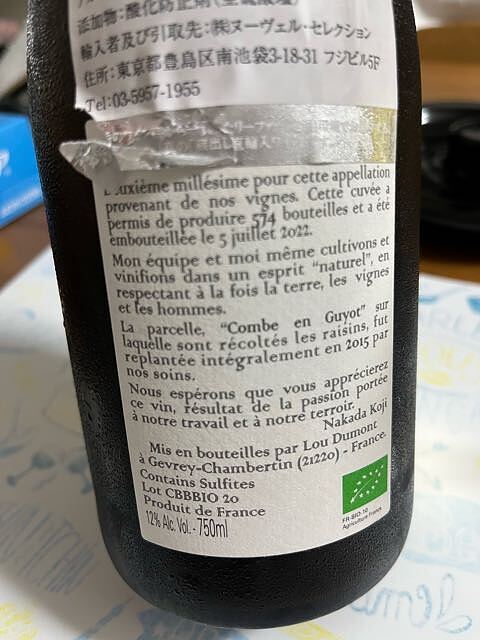 添加物:酸化防止剤
輸入者及び引取先:㈱ヌーヴェル・セレクション
住所:東京都豊島区南池袋3-18-31 フジビル5F
Tel:03-5957-1955
millésime pour cette appellation
provenant de nos vignes. Cette cuvée a
permis de produire 574 bouteilles et a été
embouteillée le 5 juillet 2022.
Mon équipe et moi même cultivons et
vinifions dans un esprit "naturel", en
respectant à la fois la terre, les vignes
et les hommes.
La parcelle, "Combe en Guyot" sur
laquelle sont récoltés les raisins, fut
replantée intégralement en 2015 par
nos soins.
Nous espérons que vous apprécierez
ce vin, résultat de la passion portée
à notre travail et à notre terroir.
Nakada Koji
Mis en bouteilles par Lou Dumont
à Gevrey-Chambertin (21220) - France.
Contains Sulfites
Lot CBBBIO 20
Produit de France
12% Alc. Vol. - 750ml
FR-BIO-10
Agriculture France